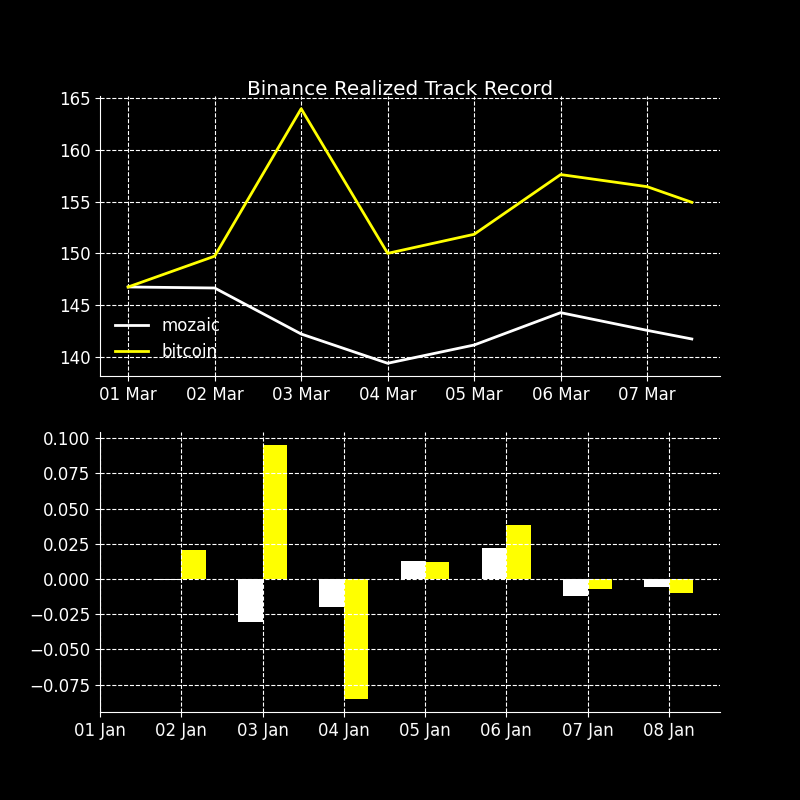 Binance Realized Track Record
165
160
155
150
145
140
mozaic
bitcoin
01 Mar 02 Mar 03 Mar 04 Mar 05 Mar 06 Mar 07 Mar
0.100
0.075
0.050
0.025
0.000
−0.025
−0.050
−0.075
01 Jan 02 Jan 03 Jan 04 Jan 05 Jan 06 Jan 07 Jan 08 Jan